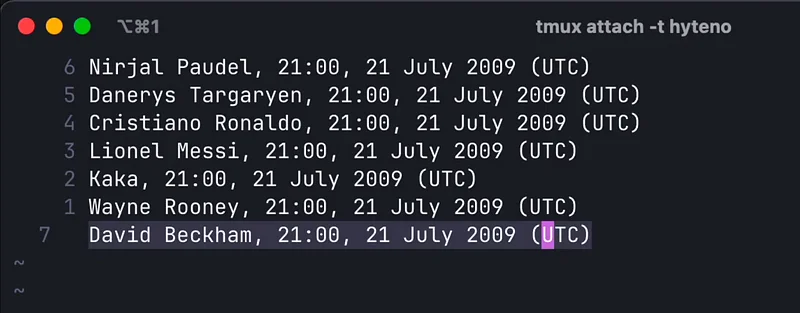 ⌥⌘1
tmux attach -t hyteno
6 Nirjal Paudel, 21:00, 21 July 2009 (UTC)
5 Danerys Targaryen, 21:00, 21 July 2009 (UTC)
4 Cristiano Ronaldo, 21:00, 21 July 2009 (UTC)
3 Lionel Messi, 21:00, 21 July 2009 (UTC)
2 Kaka, 21:00, 21 July 2009 (UTC)
1 Wayne Rooney, 21:00, 21 July 2009 (UTC)
7 David Beckham, 21:00, 21 July 2009 (UTC)
~
~